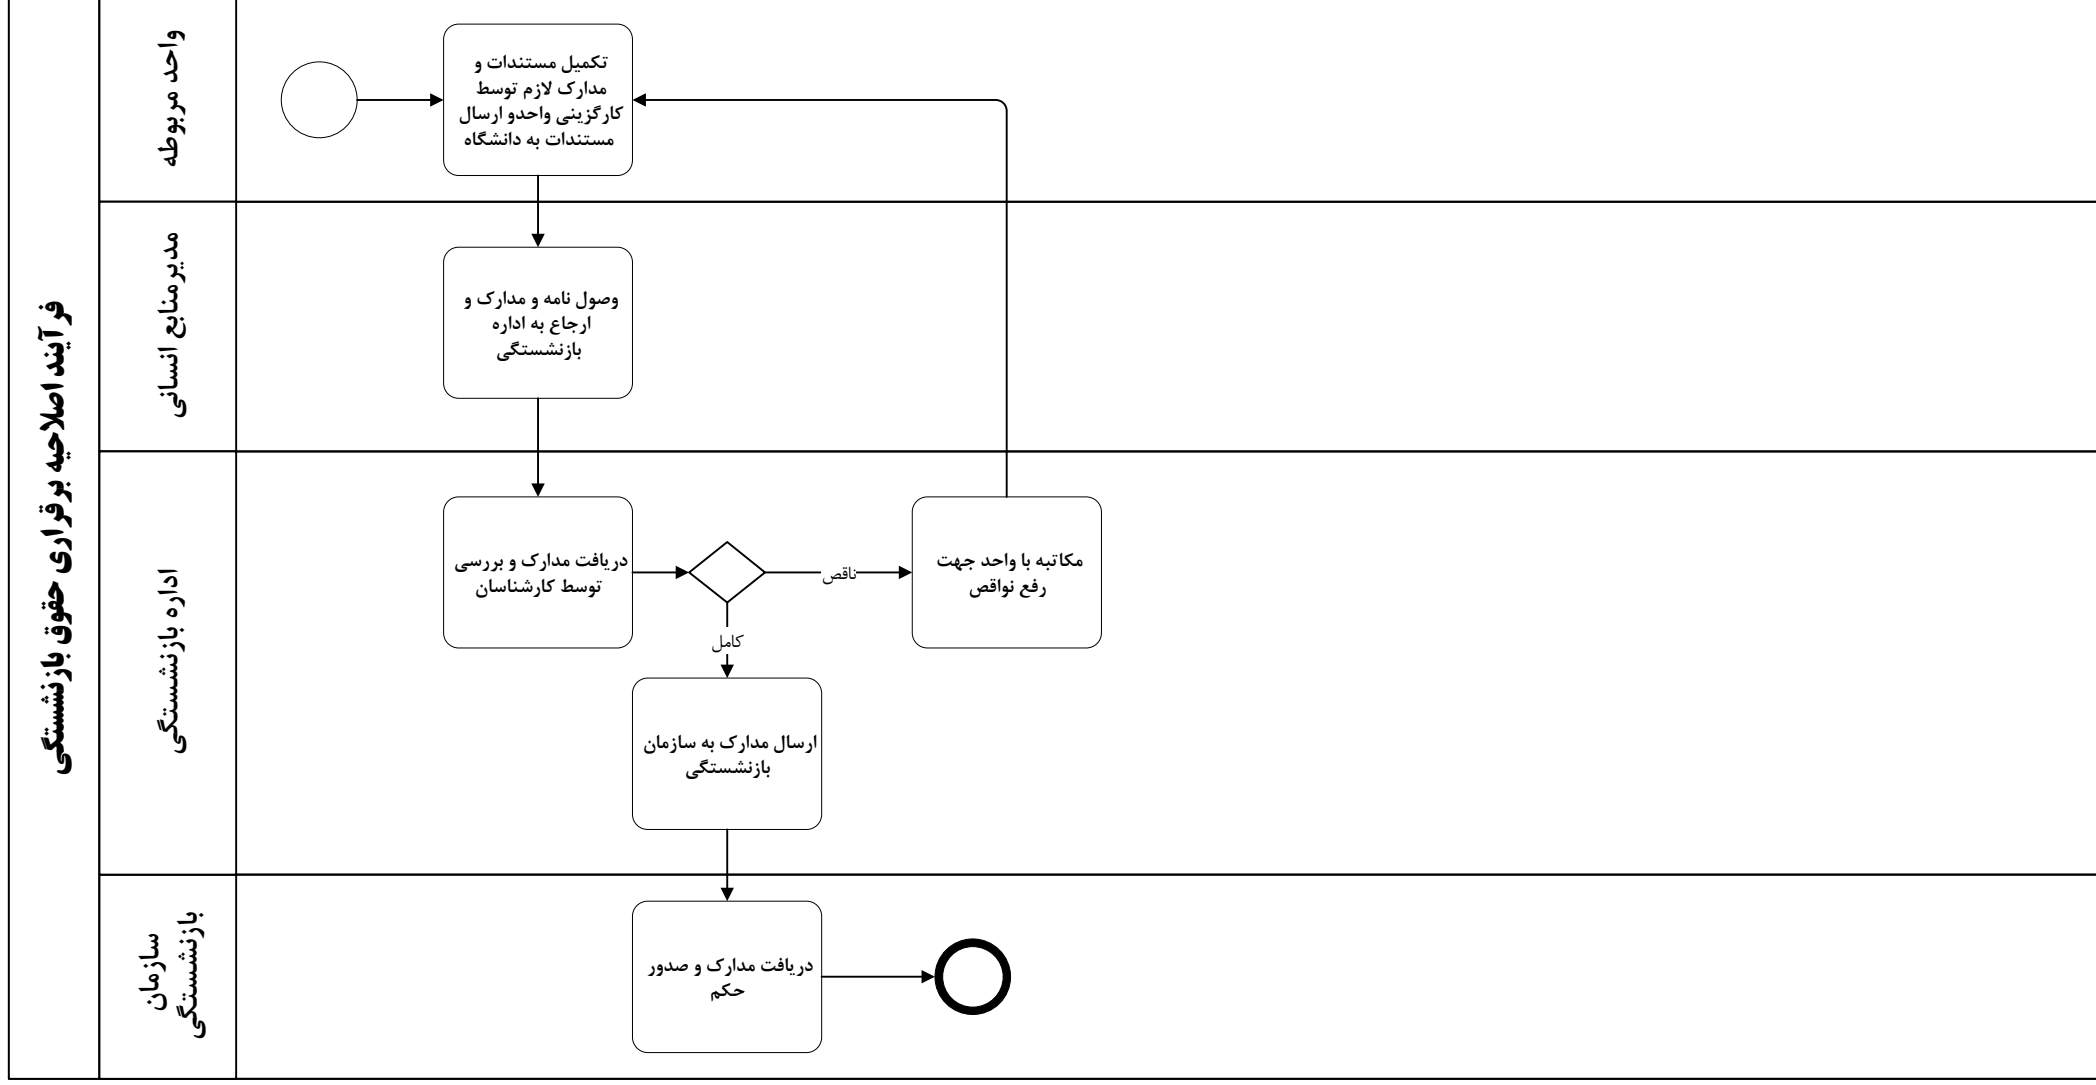 فرآیند اصلاحیه برقراری حقوق بازنشستگی
واحد مربوطه
تکمیل مستندات و
مدارک لازم توسط
کارگزینی واحدو ارسال
مستندات به دانشگاه
مدیرمنابع انسانی
وصول نامه و مدارک و
ارجاع به اداره
بازنشستگی
اداره بازنشستگی
دریافت مدارک و بررسی
توسط کارشناسان
ناقص
مکاتبه با واحد جهت
رفع نواقص
کامل
ارسال مدارک به سازمان
بازنشستگی
سازمان
بازنشستگی
دریافت مدارک و صدور
حکم